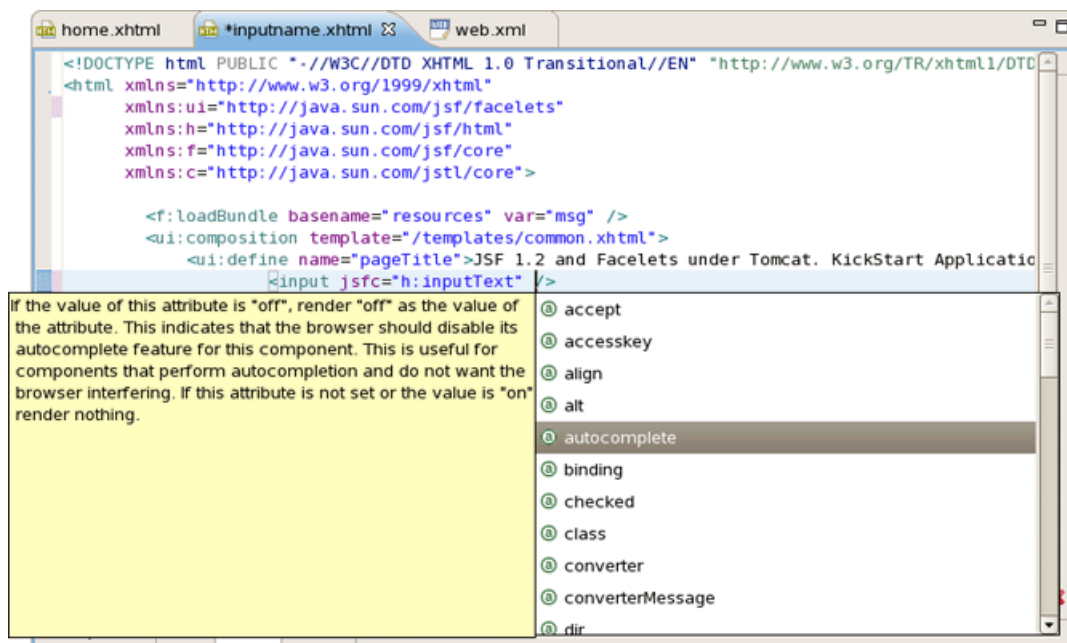 home.xhtml *inputname.xhtml web.xml
<!DOCTYPE html PUBLIC "-//W3C//DTD XHTML 1.0 Transitional//EN" "http://www.w3.org/TR/xhtml1/DTD
<html xmlns="http://www.w3.org/1999/xhtml"
xmlns:ui="http://java.sun.com/jsf/facelets"
xmlns:h="http://java.sun.com/jsf/html"
xmlns:f="http://java.sun.com/jsf/core"
xmlns:c="http://java.sun.com/jstl/core">
<f:loadBundle basename="resources" var="msg" />
<ui:composition template="/templates/common.xhtml">
<ui:define name="pageTitle">JSF 1.2 and Facelets under Tomcat. KickStart Applicatio
<input jsfc="h:inputText" />
If the value of this attribute is "off", render "off" as the value of
the attribute. This indicates that the browser should disable its
autocomplete feature for this component. This is useful for
components that perform autocompletion and do not want the
browser interfering. If this attribute is not set or the value is "on"
render nothing.
accept
accesskey
align
alt
autocomplete
binding
checked
class
converter
converterMessage
dir